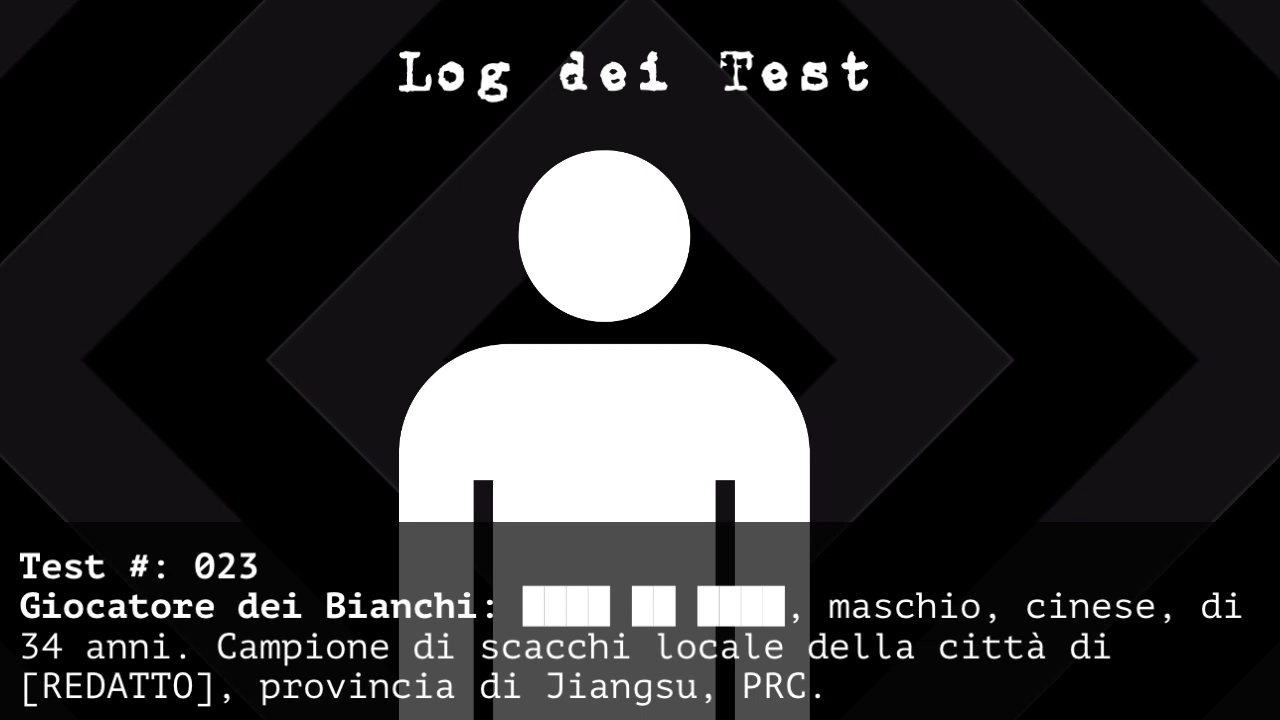 Log dei Test
Test #: 023
Giocatore dei Bianchi: ████ ██ ████, maschio, cinese, di
34 anni. Campione di scacchi locale della città di
[REDATTO], provincia di Jiangsu, PRC.